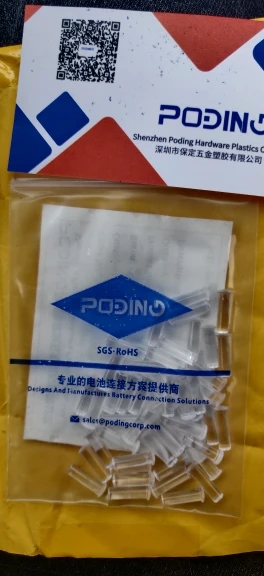 PODING
Shenzhen Poding Hardware Plastics
深圳市保定五金塑胶有限公司
PODING
SGS·RoHS
专业的电池连接方案提供商
Designs And Manufactures Battery Connection Solutions
sales@podingcorp.com